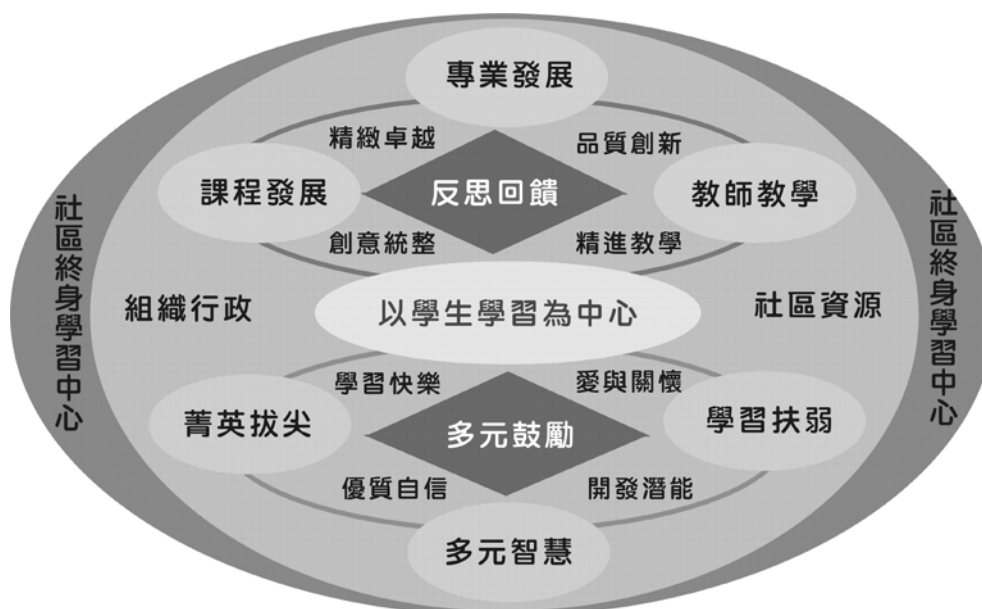 專業發展
精緻卓越
品質創新
課程發展
反思回饋
教師教學
創意統整
精進教學
社區終身學習中心
社區終身學習中心
組織行政
以學生學習為中心
社區資源
學習快樂
愛與關懷
菁英拔尖
多元鼓勵
學習扶弱
優質自信
開發潛能
多元智慧